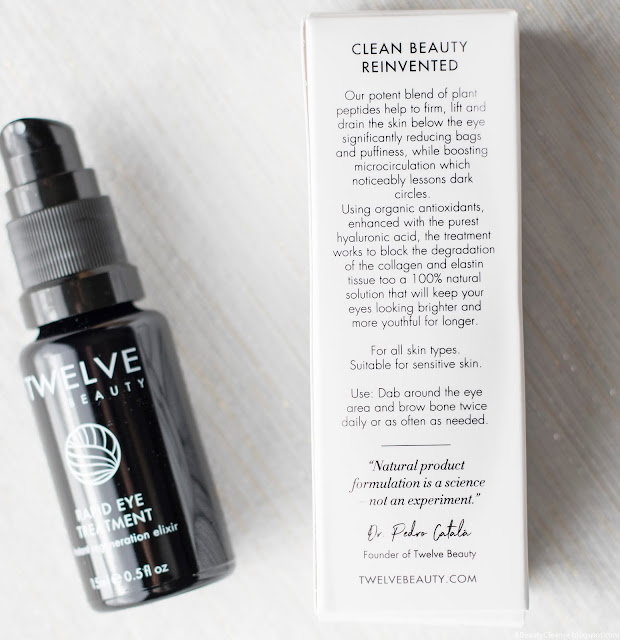 TWELVE
BEAUTY
EYE
TREATMENT
elixir
0.5 fl oz
CLEAN BEAUTY
REINVENTED
Our potent blend of plant
peptides help to firm, lift and
drain the skin below the eye
significantly reducing bags
and puffiness, while boosting
microcirculation which
noticeably lessons dark
circles.
Using organic antioxidants,
enhanced with the purest
hyaluronic acid, the treatment
works to block the degradation
of the collagen and elastin
tissue too a 100% natural
solution that will keep your
eyes looking brighter and
more youthful for longer.
For all skin types.
Suitable for sensitive skin.
Use: Dab around the eye
area and brow bone twice
daily or as often as needed.
“Natural product
formulation is a science
– not an experiment.”
Dr. Pedro Català
Founder of Twelve Beauty
TWELVEBEAUTY.COM